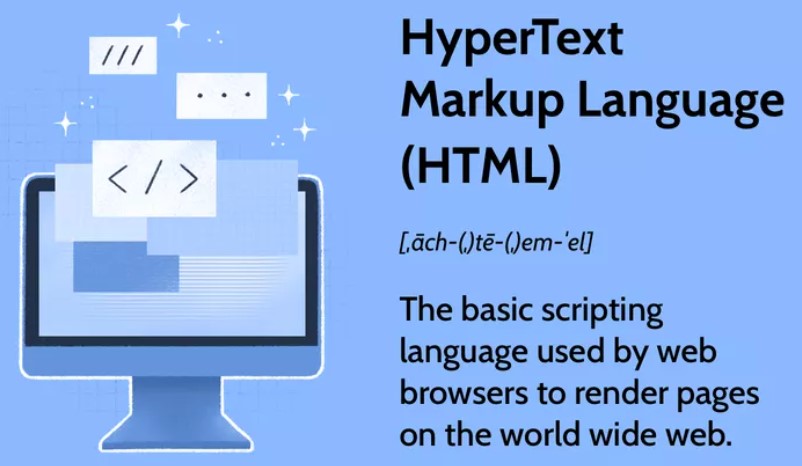 ///
...
</>
HyperText
Markup Language
(HTML)
[ˌāch-(ˌ)tē-(ˌ)em-ˈel]
The basic scripting
language used by web
browsers to render pages
on the world wide web.